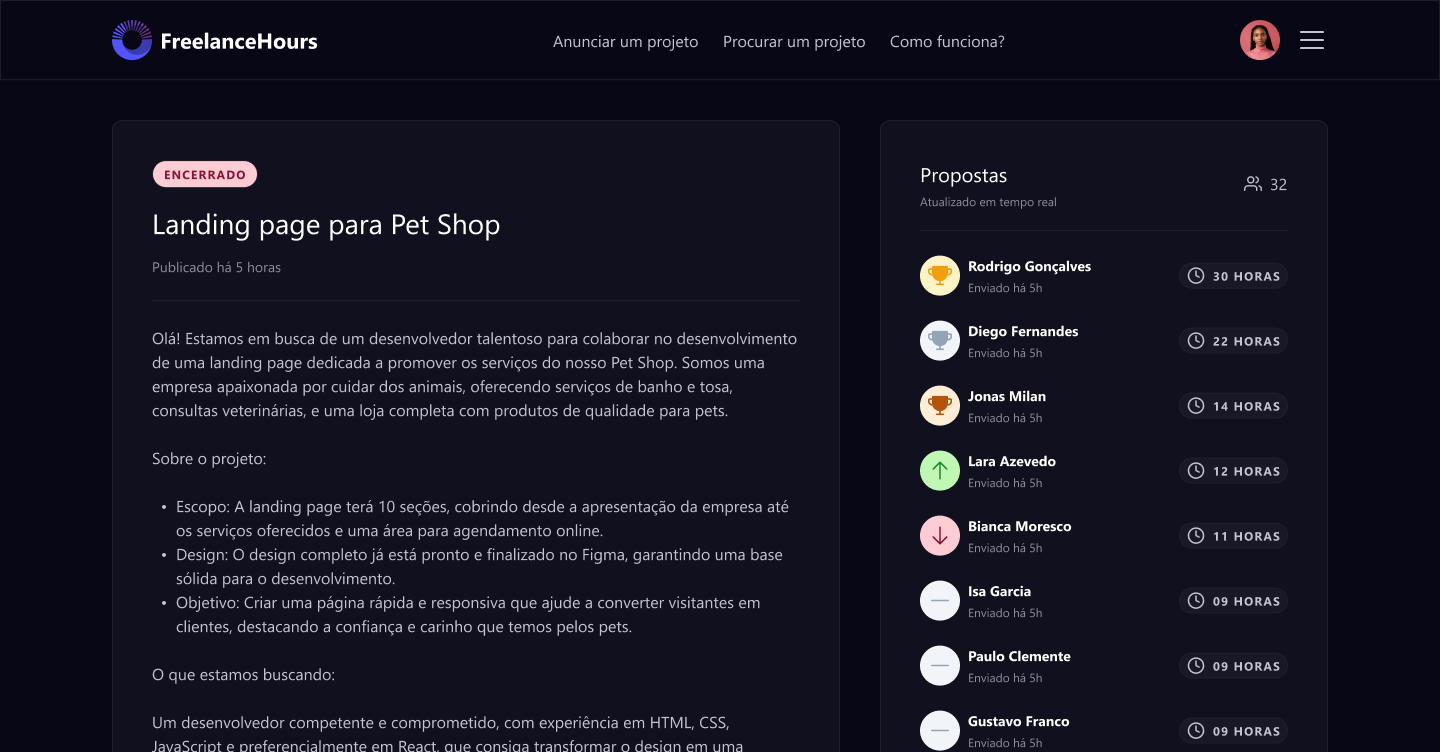 FreelanceHours
Anunciar um projeto
Procurar um projeto
Como funciona?
ENCERRADO
Landing page para Pet Shop
Publicado há 5 horas
Olá! Estamos em busca de um desenvolvedor talentoso para colaborar no desenvolvimento
de uma landing page dedicada a promover os serviços do nosso Pet Shop. Somos uma
empresa apaixonada por cuidar dos animais, oferecendo serviços de banho e tosa,
consultas veterinárias, e uma loja completa com produtos de qualidade para pets.
Sobre o projeto:
• Escopo: A landing page terá 10 seções, cobrindo desde a apresentação da empresa até
os serviços oferecidos e uma área para agendamento online.
• Design: O design completo já está pronto e finalizado no Figma, garantindo uma base
sólida para o desenvolvimento.
• Objetivo: Criar uma página rápida e responsiva que ajude a converter visitantes em
clientes, destacando a confiança e carinho que temos pelos pets.
O que estamos buscando:
Um desenvolvedor competente e comprometido, com experiência em HTML, CSS,
JavaScript e preferencialmente em React, que consiga transformar o design em uma
Propostas
Atualizado em tempo real
32
Rodrigo Gonçalves
Enviado há 5h
30 HORAS
Diego Fernandes
Enviado há 5h
22 HORAS
Jonas Milan
Enviado há 5h
14 HORAS
Lara Azevedo
Enviado há 5h
12 HORAS
Bianca Moresco
Enviado há 5h
11 HORAS
Isa Garcia
Enviado há 5h
09 HORAS
Paulo Clemente
Enviado há 5h
09 HORAS
Gustavo Franco
Enviado há 5h
09 HORAS